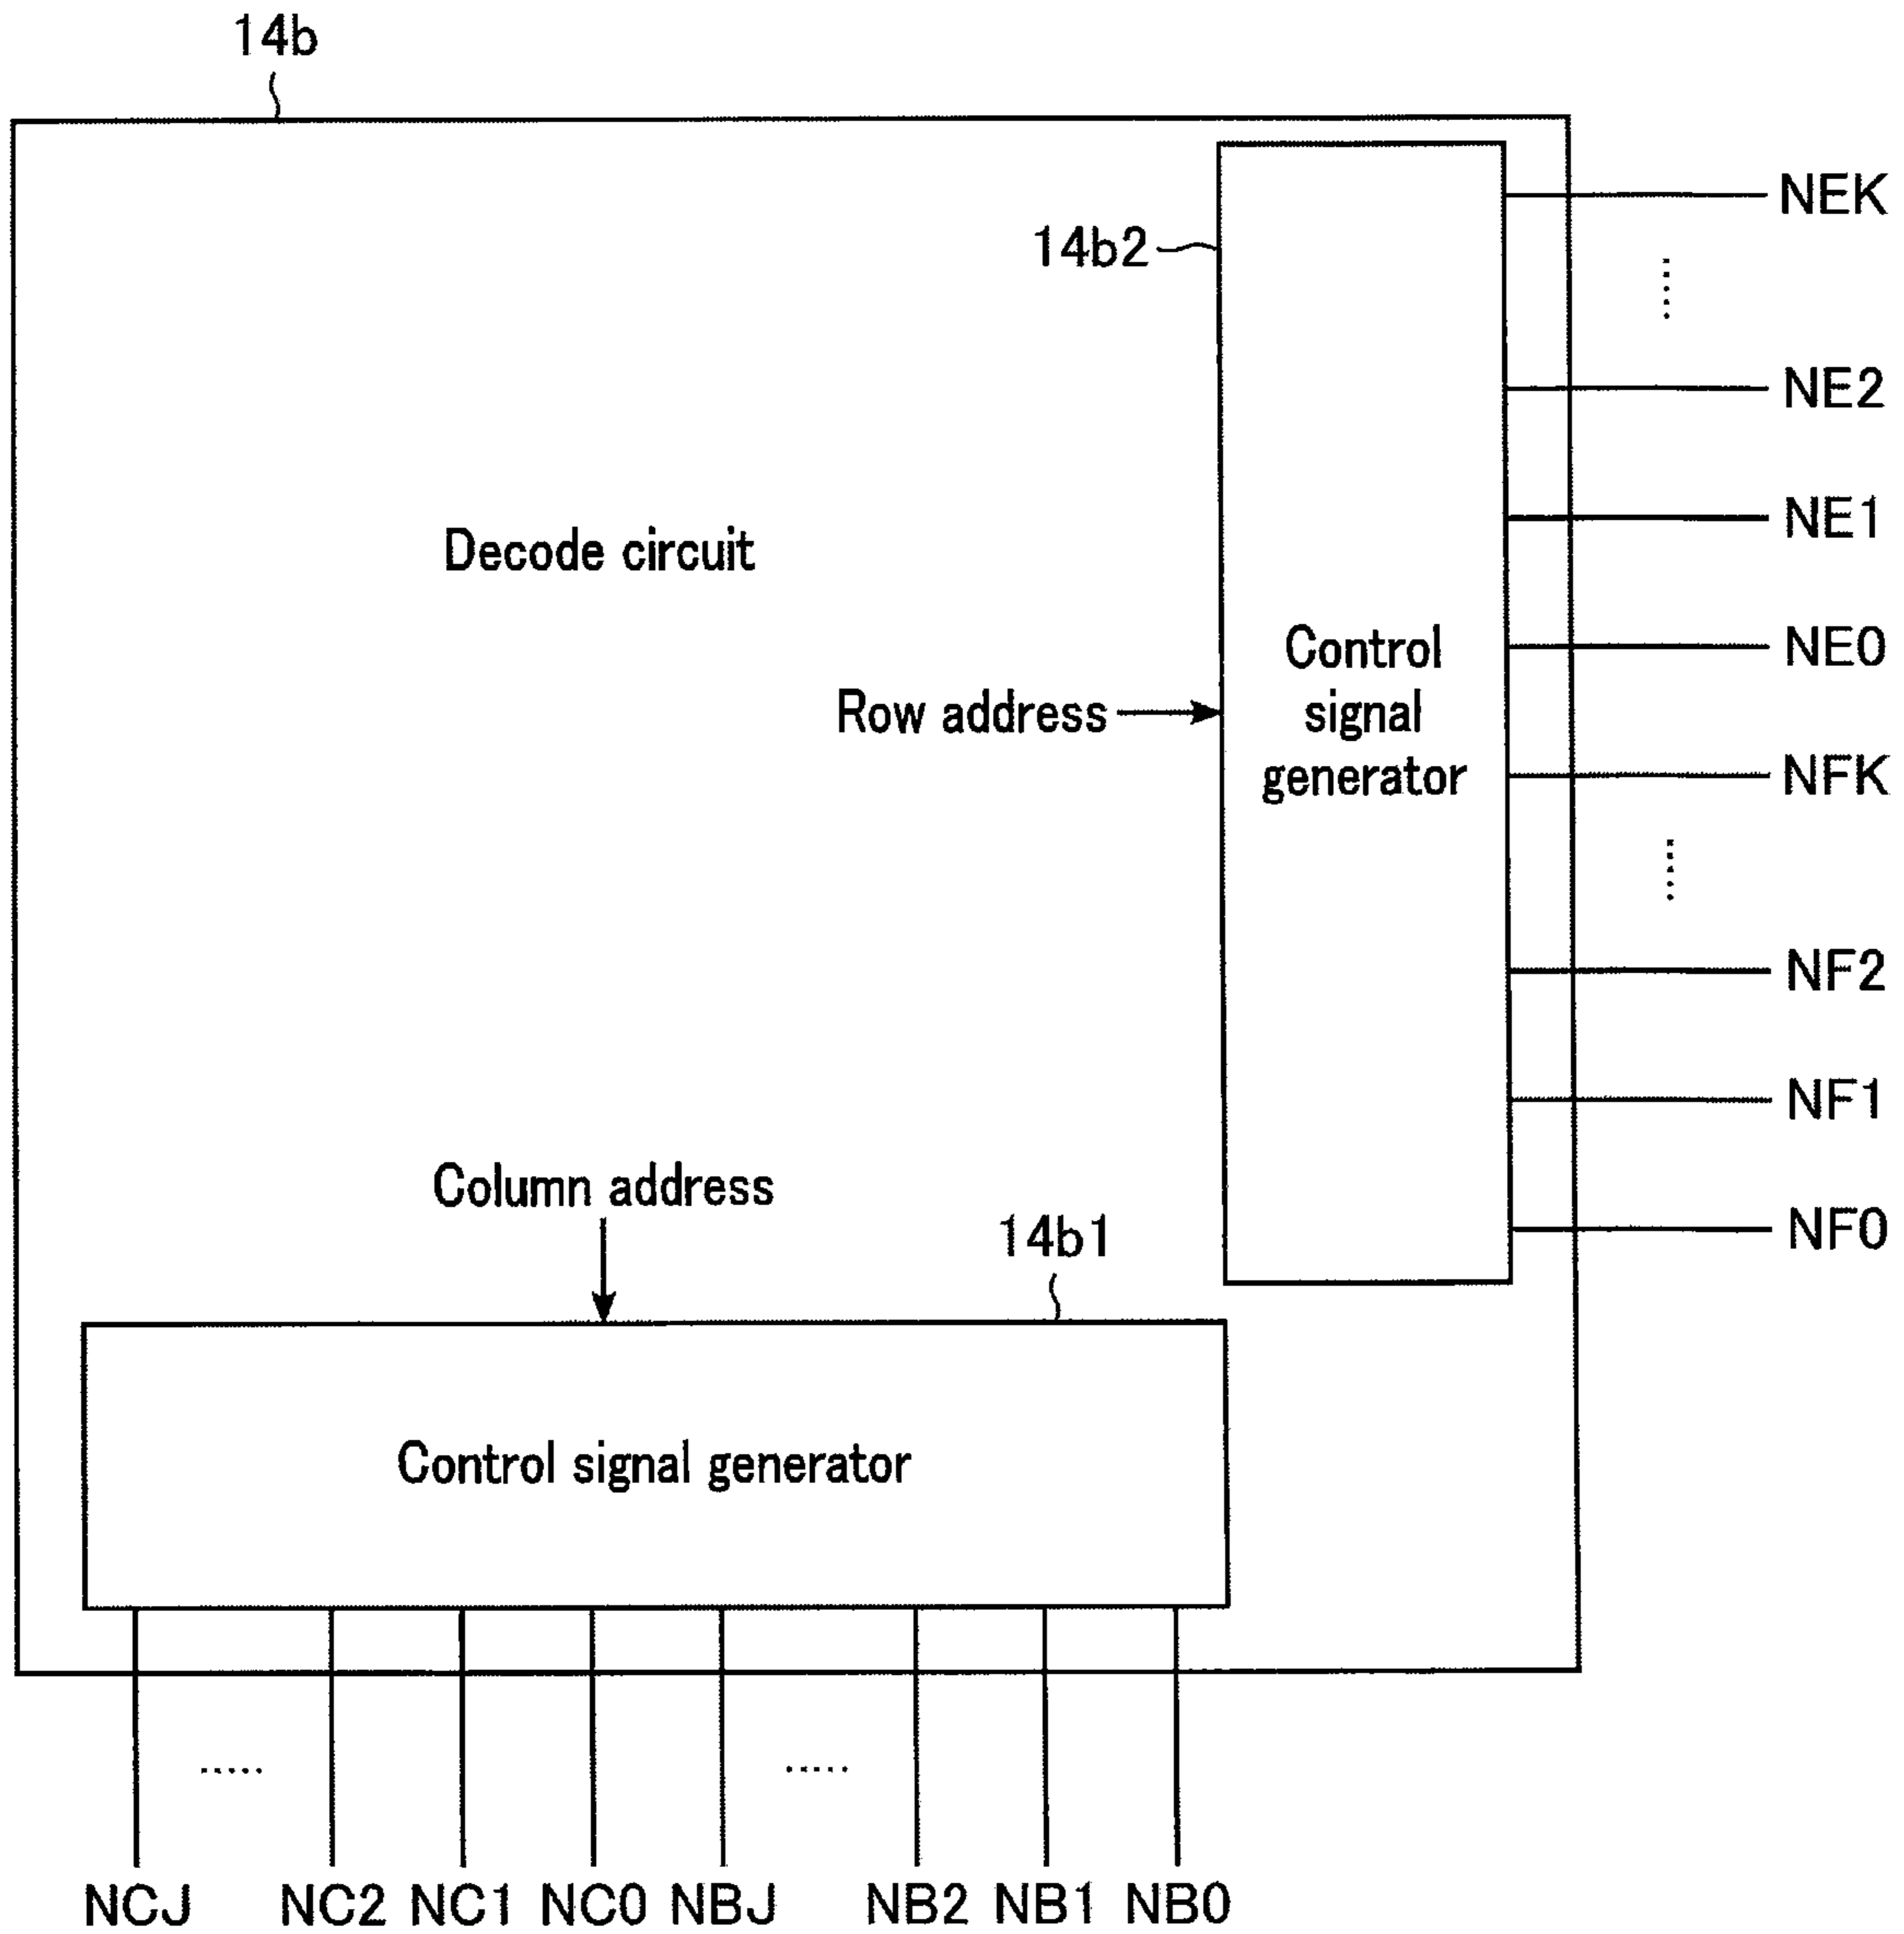 14b
NEK
14b2
NE2
NE1
Decode circuit
NE0
Control
signal
generator
Row address
NFK
NF2
NF1
Column address
14b1
NF0
Control signal generator
NCJ NC2 NC1 NC0 NBJ NB2 NB1 NB0